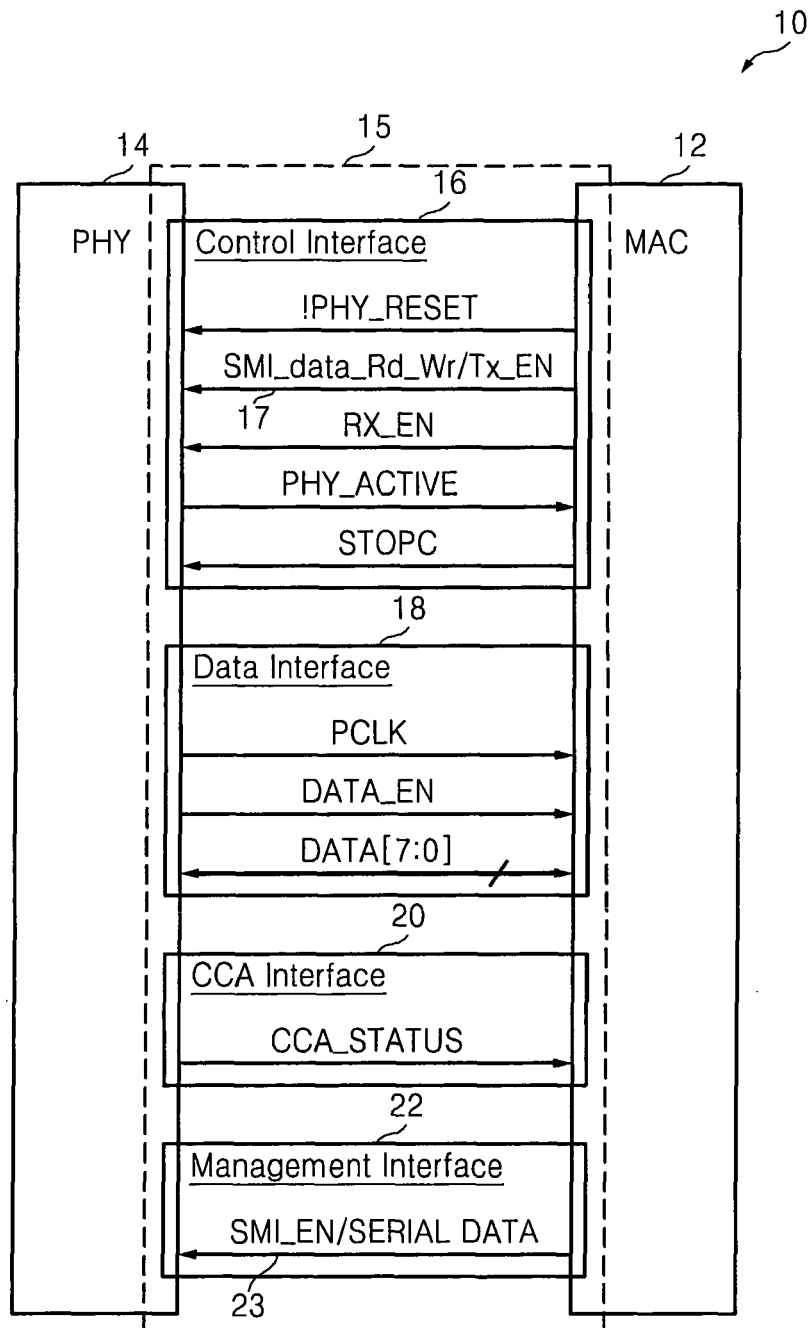 10
15
14
12
16
PHY
Control Interface
MAC
!PHY_RESET
SMI_data_Rd_Wr/Tx_EN
17
RX_EN
PHY_ACTIVE
STOPC
18
Data Interface
PCLK
DATA_EN
DATA[7:0]
20
CCA Interface
CCA_STATUS
22
Management Interface
SMI_EN/SERIAL DATA
23